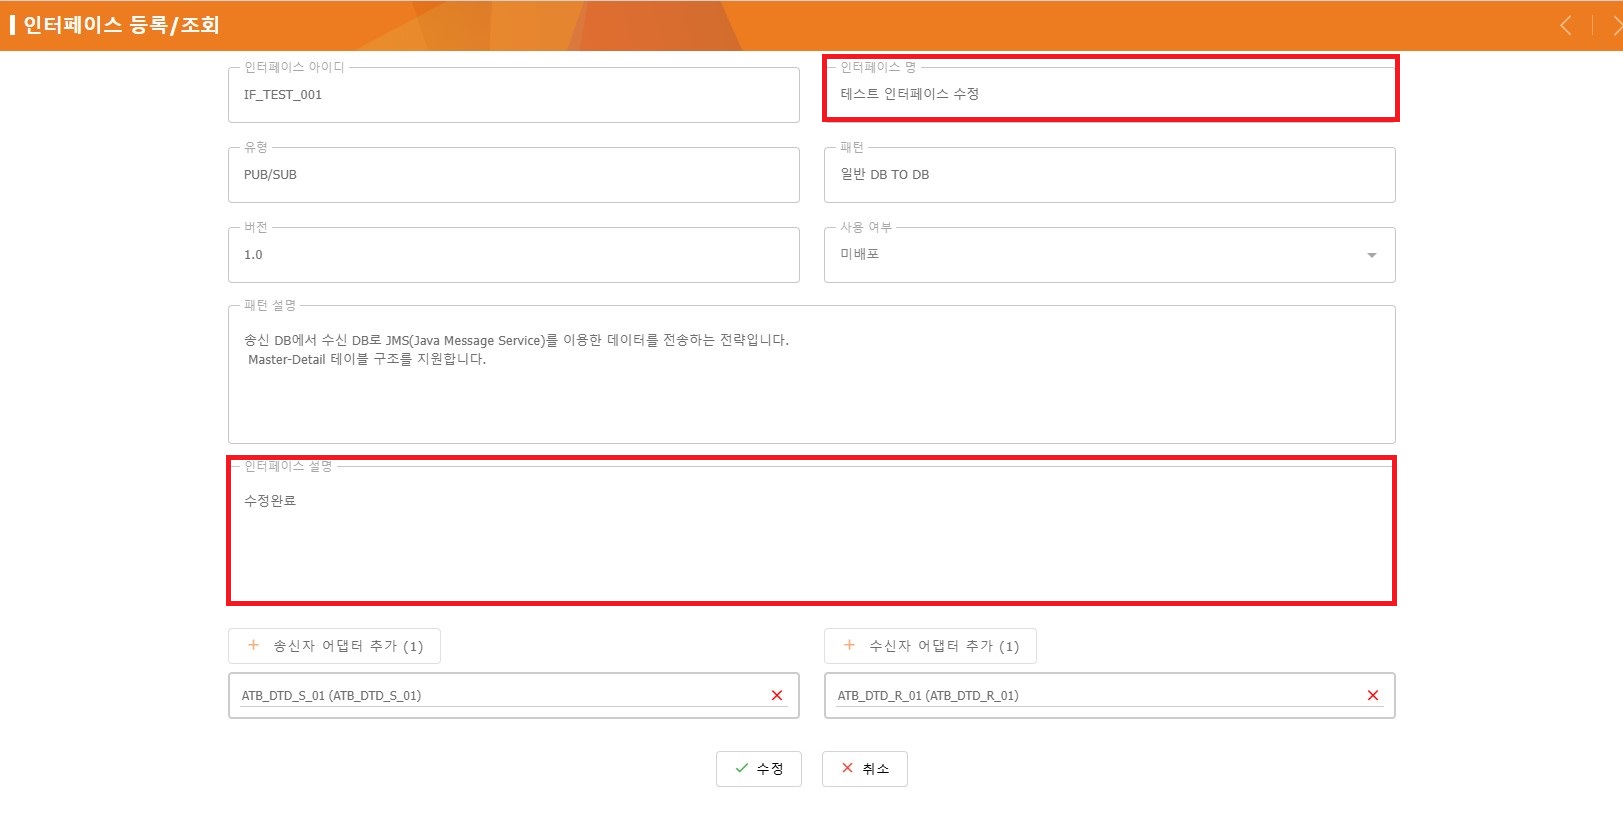 인터페이스 등록/조회
인터페이스 아이디
IF_TEST_001
인터페이스 명
테스트 인터페이스 수정
유형
PUB/SUB
패턴
일반 DB TO DB
버전
1.0
사용 여부
미배포
패턴 설명
송신 DB에서 수신 DB로 JMS(Java Message Service)를 이용한 데이터를 전송하는 전략입니다.
Master-Detail 테이블 구조를 지원합니다.
인터페이스 설명
수정완료
송신자 어댑터 추가 (1)
ATB_DTD_S_01 (ATB_DTD_S_01)
수신자 어댑터 추가 (1)
ATB_DTD_R_01 (ATB_DTD_R_01)
수정
취소